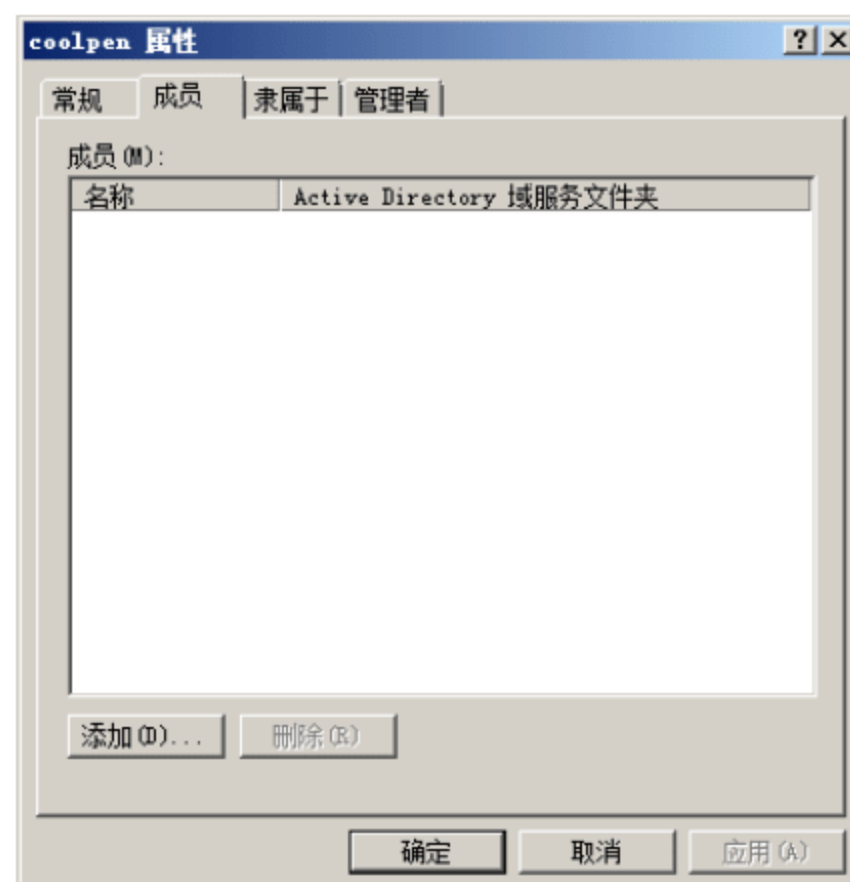 coolpen 属性
常规 成员 隶属于 管理者
成员(M):
名称 Active Directory 域服务文件夹
添加(D)... 删除(R)
确定 取消 应用(A)